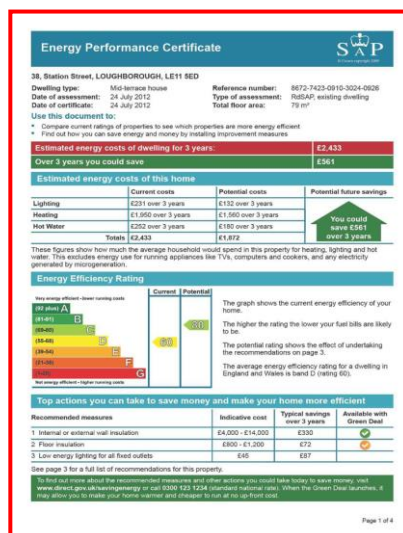 Energy Performance Certificate
SAP
38, Station Street, LOUGHBOROUGH, LE11 5ED
Dwelling type: Mid-terrace house Reference number: 8672-7423-0910-3024-0926
Date of assessment: 24 July 2012 Type of assessment: RdSAP, existing dwelling
Date of certificate: 24 July 2012 Total floor area: 79 m²
Use this document to:
• Compare current ratings of properties to see which properties are more energy efficient
• Find out how you can save energy and money by installing improvement measures
Estimated energy costs of dwelling for 3 years: £2,433
Over 3 years you could save £561
Estimated energy costs of this home
Current costs Potential costs Potential future savings
Lighting £231 over 3 years £132 over 3 years
Heating £1,950 over 3 years £1,560 over 3 years
Hot Water £252 over 3 years £180 over 3 years
Totals £2,433 £1,872
You could
save £561
over 3 years
These figures show how much the average household would spend in this property for heating, lighting and hot
water. This excludes energy use for running appliances like TVs, computers and cookers, and any electricity
generated by microgeneration.
Energy Efficiency Rating
Current Potential
Very energy efficient - lower running costs
(92 plus) A
(81-91) B
(69-80) C
(55-68) D
(39-54) E
(21-38) F
(1-20) G
Not energy efficient - higher running costs
60
The graph shows the current energy efficiency of your
home.
The higher the rating the lower your fuel bills are likely
to be.
The potential rating shows the effect of undertaking
the recommendations on page 3.
The average energy efficiency rating for a dwelling in
England and Wales is band D (rating 60).
Top actions you can take to save money and make your home more efficient
Recommended measures Indicative cost Typical savings over 3 years Available with Green Deal
1 Internal or external wall insulation £4,000 - £14,000 £330
2 Floor insulation £800 - £1,200 £72
3 Low energy lighting for all fixed outlets £45 £87
See page 3 for a full list of recommendations for this property.
To find out more about the recommended measures and other actions you could take today to save money, visit
www.direct.gov.uk/savingenergy or call 0300 123 1234 (standard national rate). When the Green Deal launches, it
may allow you to make your home warmer and cheaper to run at no up-front cost.
Page 1 of 4